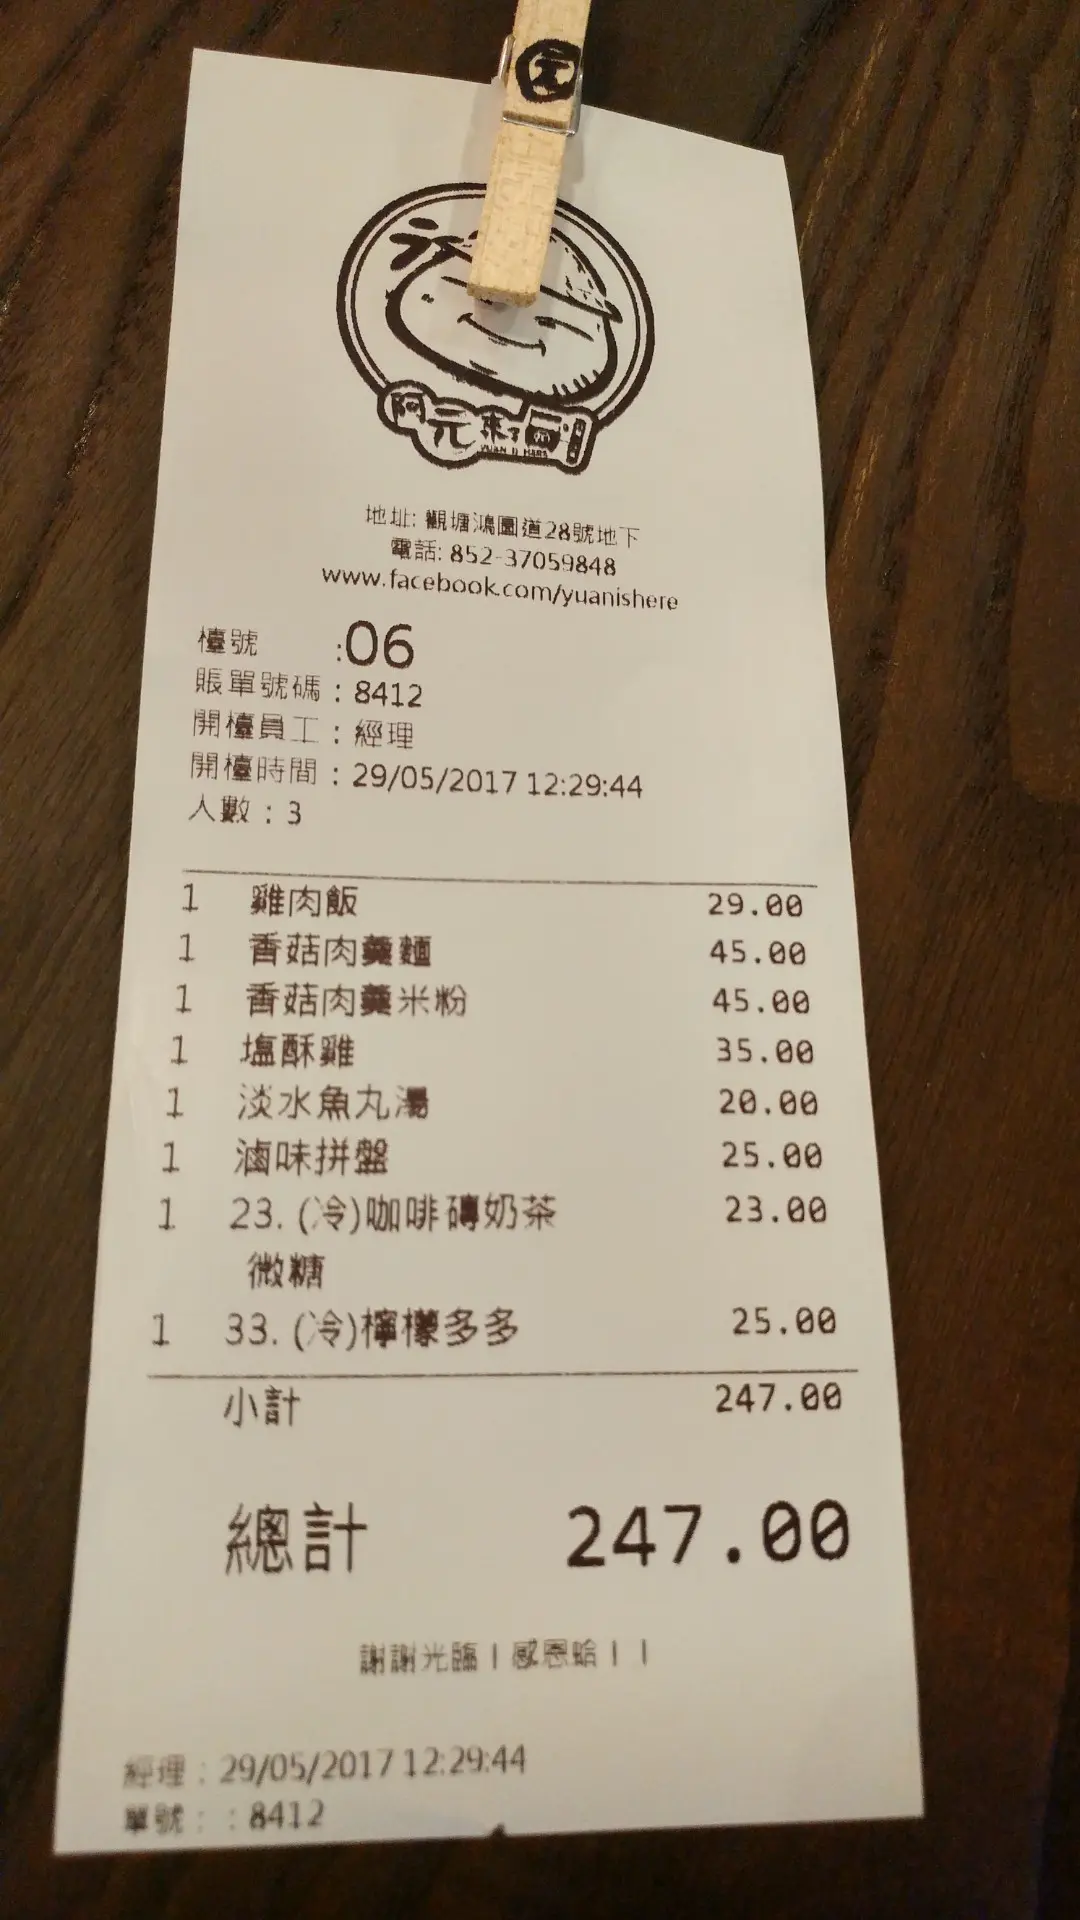 元
阿元來了
YUAN IS HERE
地址: 觀塘鴻圖道28號地下
電話: 852-37059848
www.facebook.com/yuanishere
檯號 :06
賬單號碼 : 8412
開檯員工 : 經理
開檯時間 : 29/05/2017 12:29:44
人數 : 3
1 雞肉飯 29.00
1 香菇肉羹麵 45.00
1 香菇肉羹米粉 45.00
1 塩酥雞 35.00
1 淡水魚丸湯 20.00
1 滷味拼盤 25.00
1 23. (冷)咖啡磚奶茶 23.00
微糖
1 33. (冷)檸檬多多 25.00
小計 247.00
總計 247.00
謝謝光臨！感恩蛤！！
經理 : 29/05/2017 12:29:44
單號 : : 8412